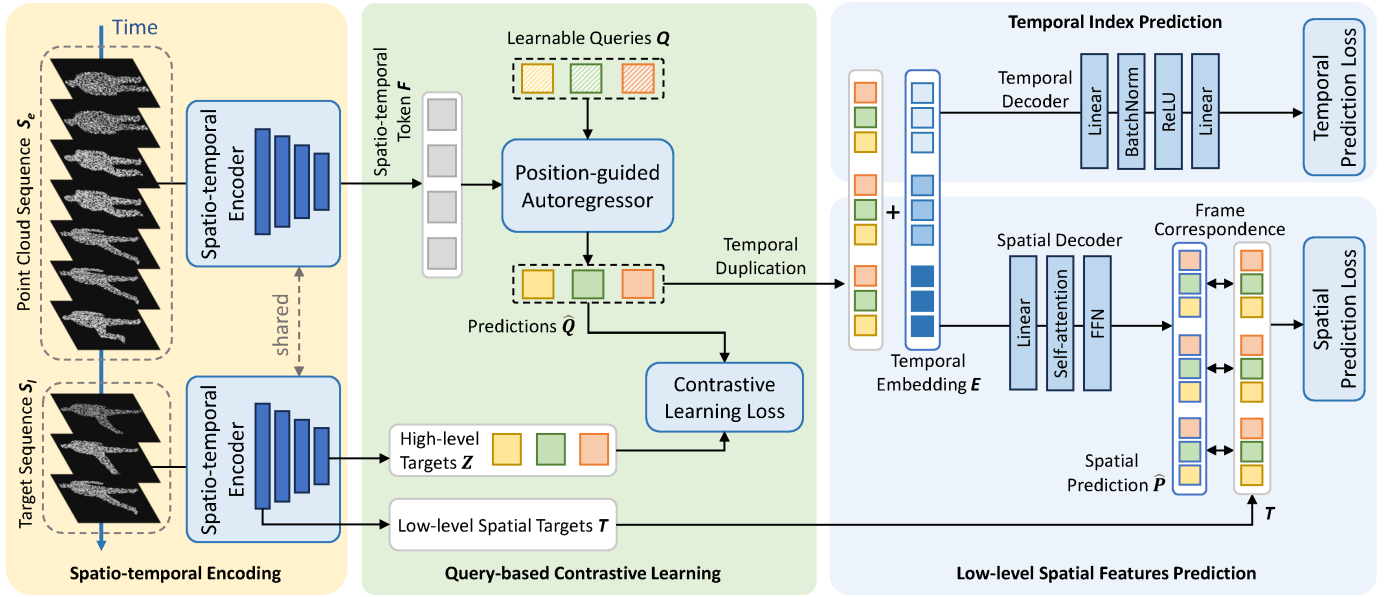 Time
Point Cloud Sequence Se
Spatio-temporal
Encoder
shared
Target Sequence Sl
Spatio-temporal
Encoder
Spatio-temporal Encoding
Spatio-temporal
Token F
Learnable Queries Q
Position-guided
Autoregressor
Predictions Q̂
Temporal
Duplication
Contrastive
Learning Loss
High-level
Targets Z
Low-level Spatial Targets T
Query-based Contrastive Learning
Temporal Index Prediction
Temporal
Decoder
Linear
BatchNorm
ReLU
Linear
Temporal
Prediction Loss
+
Temporal
Embedding E
Spatial Decoder
Linear
Self-attention
FFN
Frame
Correspondence
Spatial
Prediction P̂
T
Spatial
Prediction Loss
Low-level Spatial Features Prediction